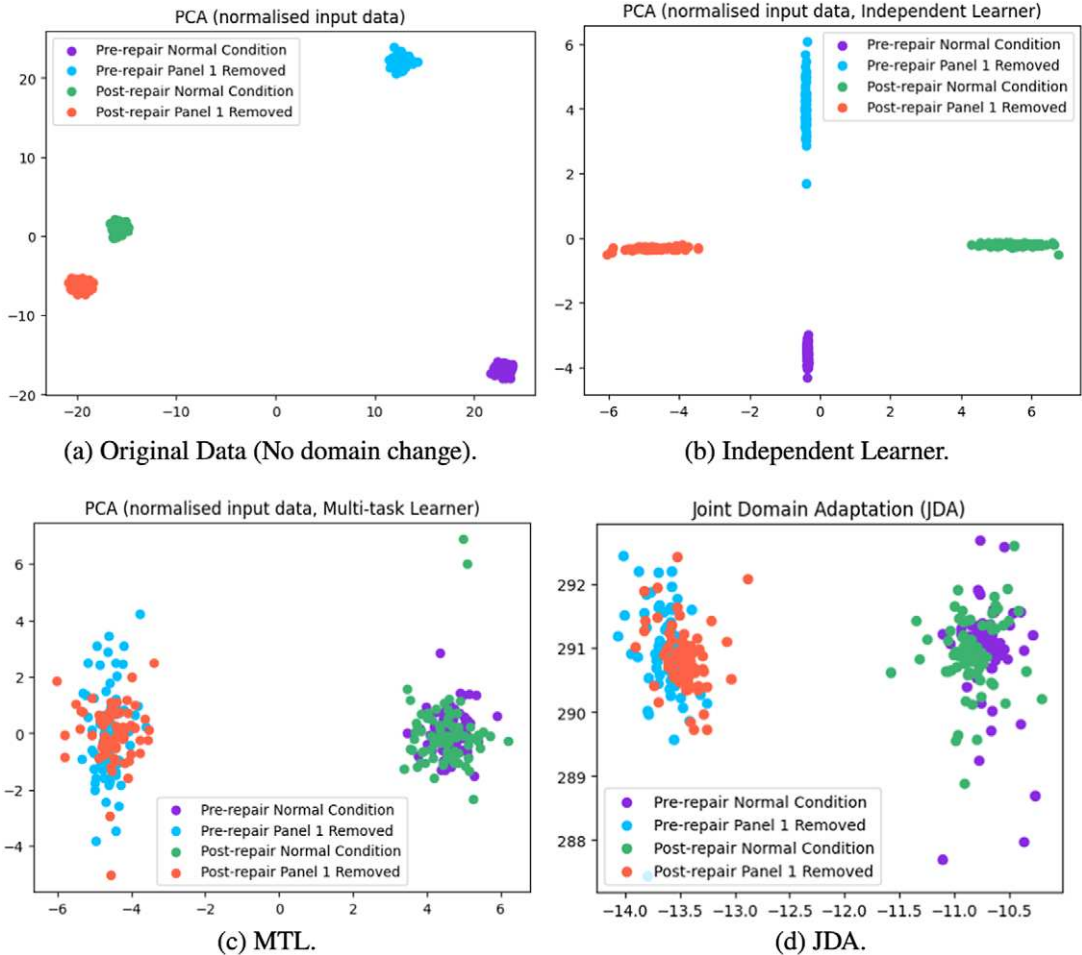 PCA (normalised input data)
Pre-repair Normal Condition
Pre-repair Panel 1 Removed
Post-repair Normal Condition
Post-repair Panel 1 Removed
20
10
0
−10
−20
−20 −10 0 10 20
(a) Original Data (No domain change).
PCA (normalised input data, Independent Learner)
Pre-repair Normal Condition
Pre-repair Panel 1 Removed
Post-repair Normal Condition
Post-repair Panel 1 Removed
6
4
2
0
−2
−4
−6 −4 −2 0 2 4 6
(b) Independent Learner.
PCA (normalised input data, Multi-task Learner)
6
4
2
0
−2
−4
Pre-repair Normal Condition
Pre-repair Panel 1 Removed
Post-repair Normal Condition
Post-repair Panel 1 Removed
−6 −4 −2 0 2 4 6
(c) MTL.
Joint Domain Adaptation (JDA)
292
291
290
289
288
Pre-repair Normal Condition
Pre-repair Panel 1 Removed
Post-repair Normal Condition
Post-repair Panel 1 Removed
−14.0 −13.5 −13.0 −12.5 −12.0 −11.5 −11.0 −10.5
(d) JDA.